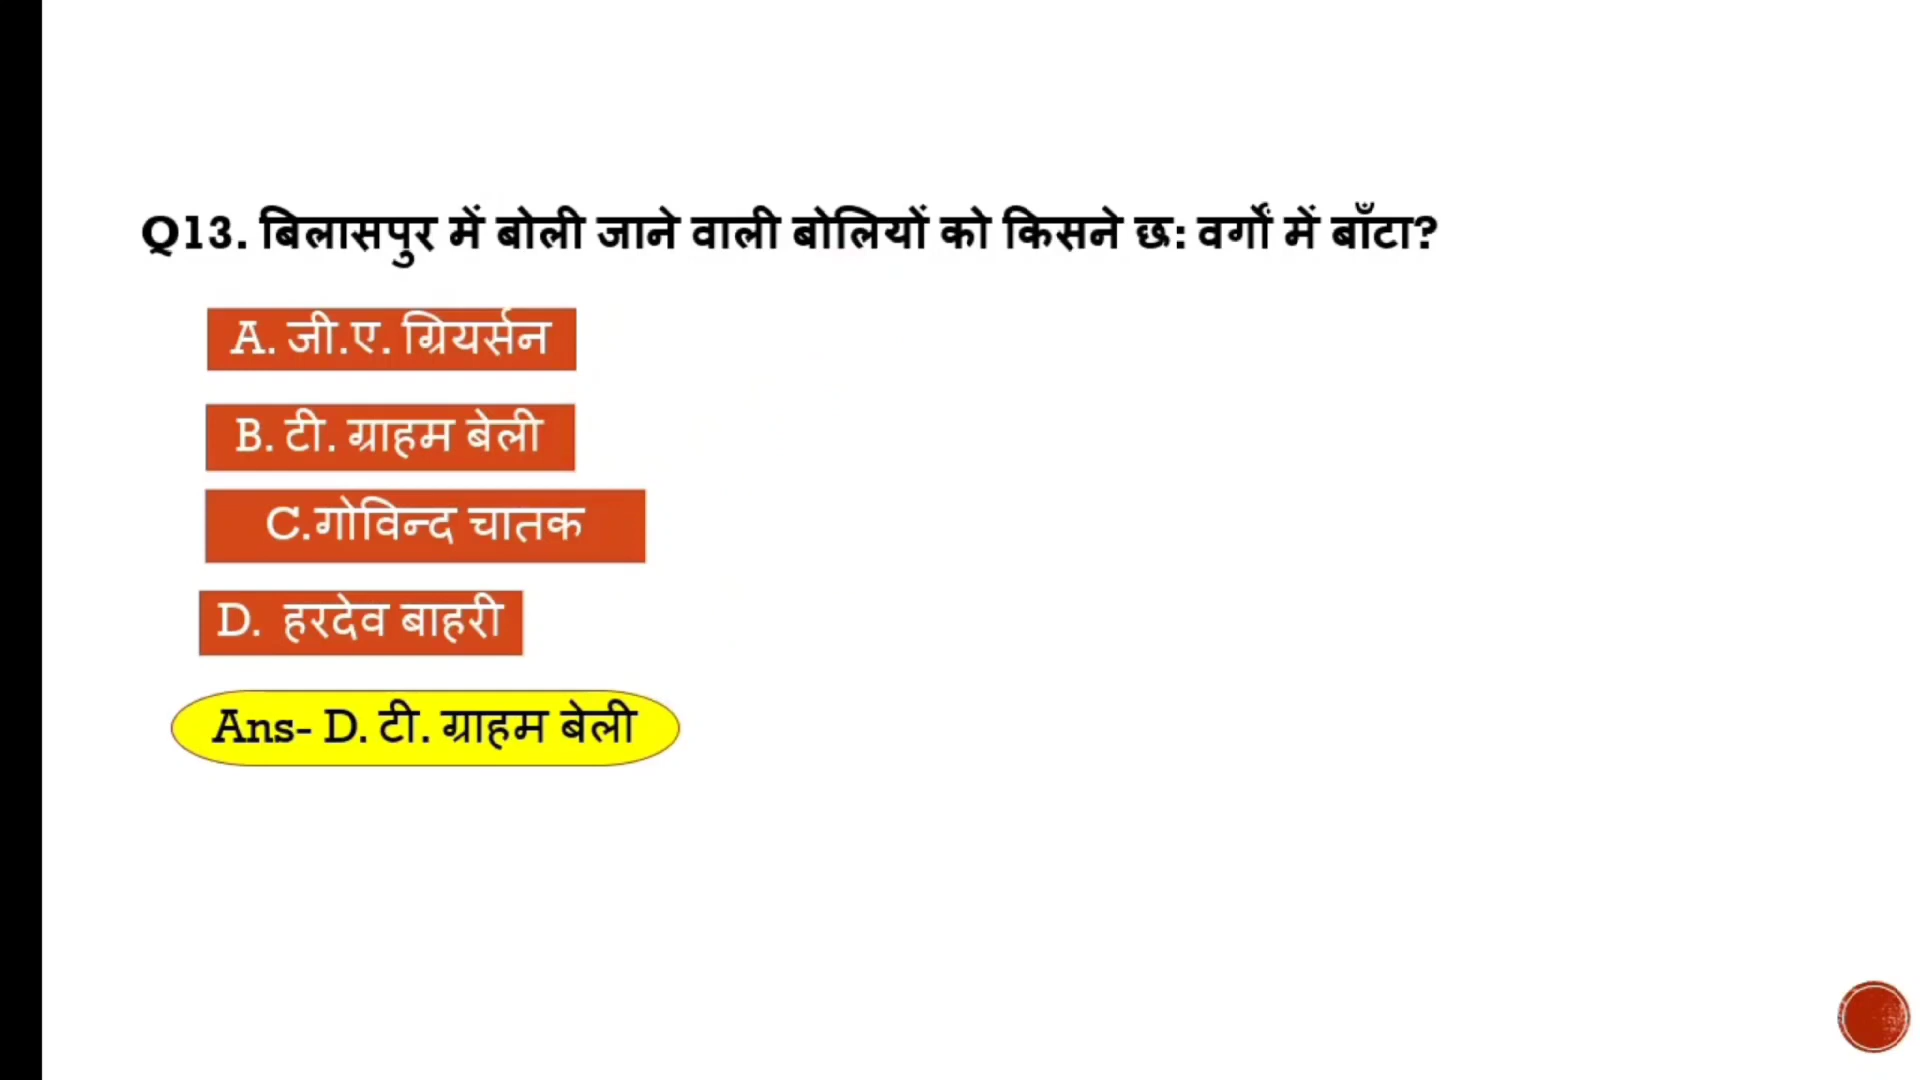 Q13. बिलासपुर में बोली जाने वाली बोलियों को किसने छ: वर्गों में बाँटा?
A. जी.ए. ग्रियर्सन
B. टी. ग्राहम बेली
C.गोविन्द चातक
D. हरदेव बाहरी
Ans- D. टी. ग्राहम बेली